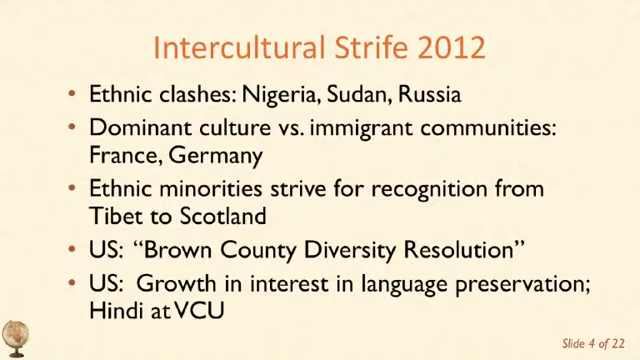 Intercultural Strife 2012
• Ethnic clashes: Nigeria, Sudan, Russia
• Dominant culture vs. immigrant communities:
France, Germany
• Ethnic minorities strive for recognition from
Tibet to Scotland
• US: “Brown County Diversity Resolution”
• US: Growth in interest in language preservation;
Hindi at VCU
Slide 4 of 22